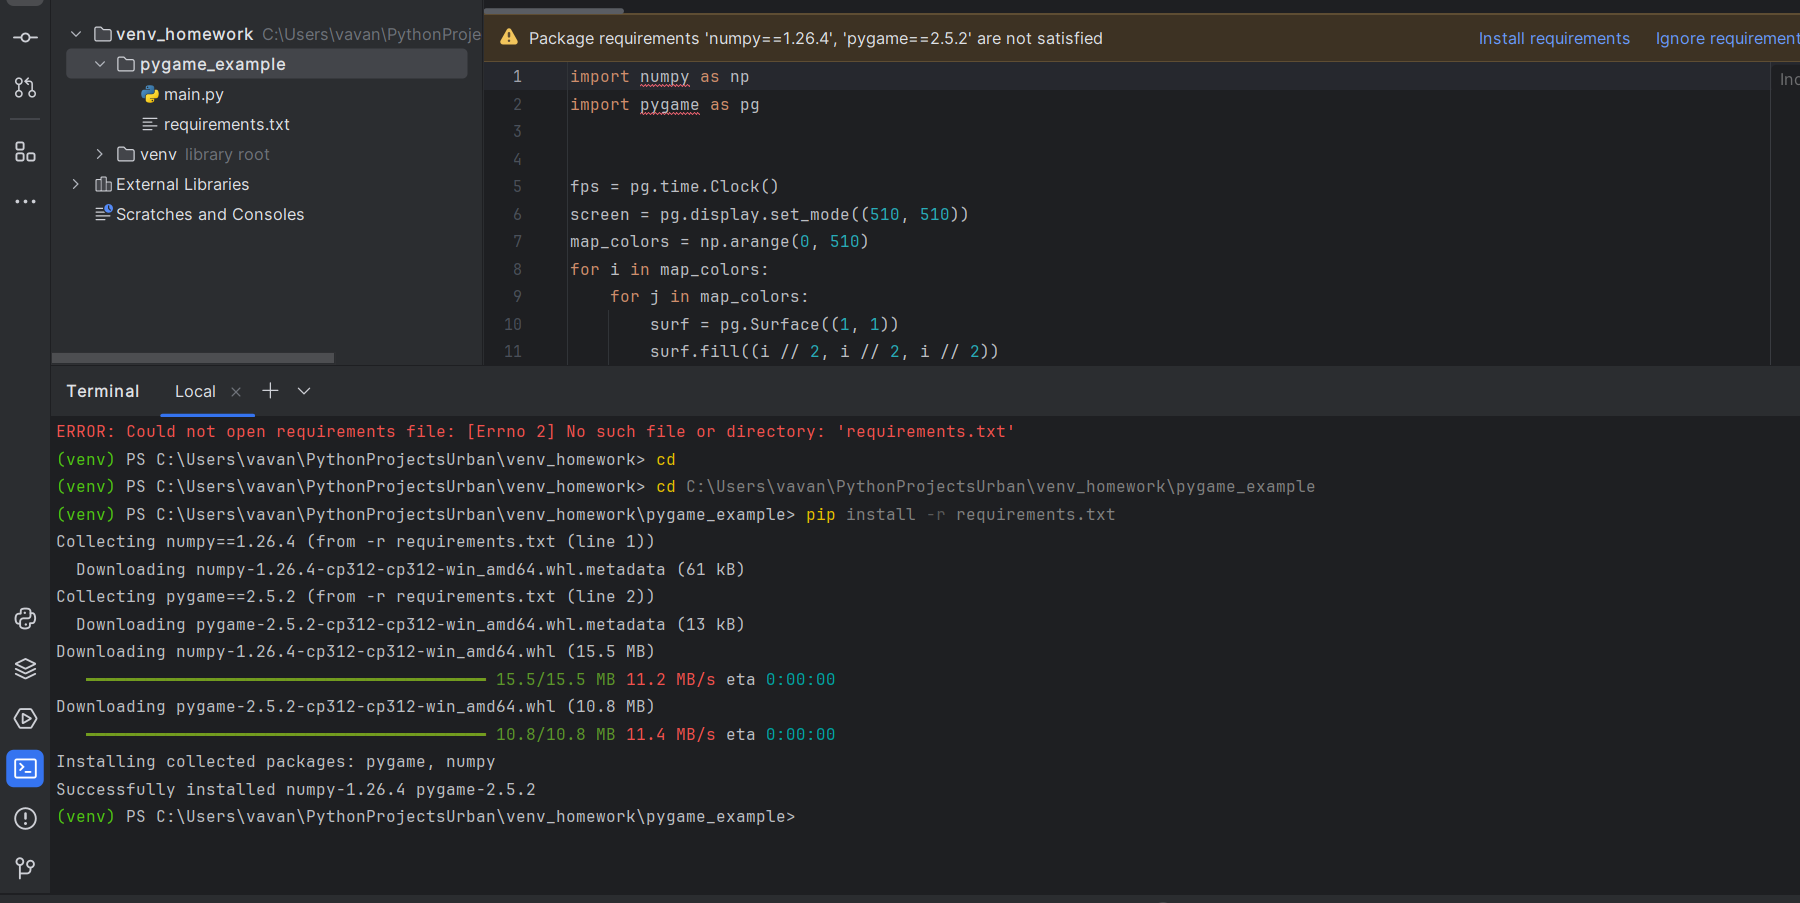 venv_homework C:\Users\vavan\PythonProje
pygame_example
main.py
requirements.txt
venv library root
External Libraries
Scratches and Consoles
Package requirements 'numpy==1.26.4', 'pygame==2.5.2' are not satisfied
Install requirements Ignore requirement
1 import numpy as np
2 import pygame as pg
3
4
5 fps = pg.time.Clock()
6 screen = pg.display.set_mode((510, 510))
7 map_colors = np.arange(0, 510)
8 for i in map_colors:
9 for j in map_colors:
10 surf = pg.Surface((1, 1))
11 surf.fill((i // 2, i // 2, i // 2))
Terminal Local
ERROR: Could not open requirements file: [Errno 2] No such file or directory: 'requirements.txt'
(venv) PS C:\Users\vavan\PythonProjectsUrban\venv_homework> cd
(venv) PS C:\Users\vavan\PythonProjectsUrban\venv_homework> cd C:\Users\vavan\PythonProjectsUrban\venv_homework\pygame_example
(venv) PS C:\Users\vavan\PythonProjectsUrban\venv_homework\pygame_example> pip install -r requirements.txt
Collecting numpy==1.26.4 (from -r requirements.txt (line 1))
Downloading numpy-1.26.4-cp312-cp312-win_amd64.whl.metadata (61 kB)
Collecting pygame==2.5.2 (from -r requirements.txt (line 2))
Downloading pygame-2.5.2-cp312-cp312-win_amd64.whl.metadata (13 kB)
Downloading numpy-1.26.4-cp312-cp312-win_amd64.whl (15.5 MB)
15.5/15.5 MB 11.2 MB/s eta 0:00:00
Downloading pygame-2.5.2-cp312-cp312-win_amd64.whl (10.8 MB)
10.8/10.8 MB 11.4 MB/s eta 0:00:00
Installing collected packages: pygame, numpy
Successfully installed numpy-1.26.4 pygame-2.5.2
(venv) PS C:\Users\vavan\PythonProjectsUrban\venv_homework\pygame_example>